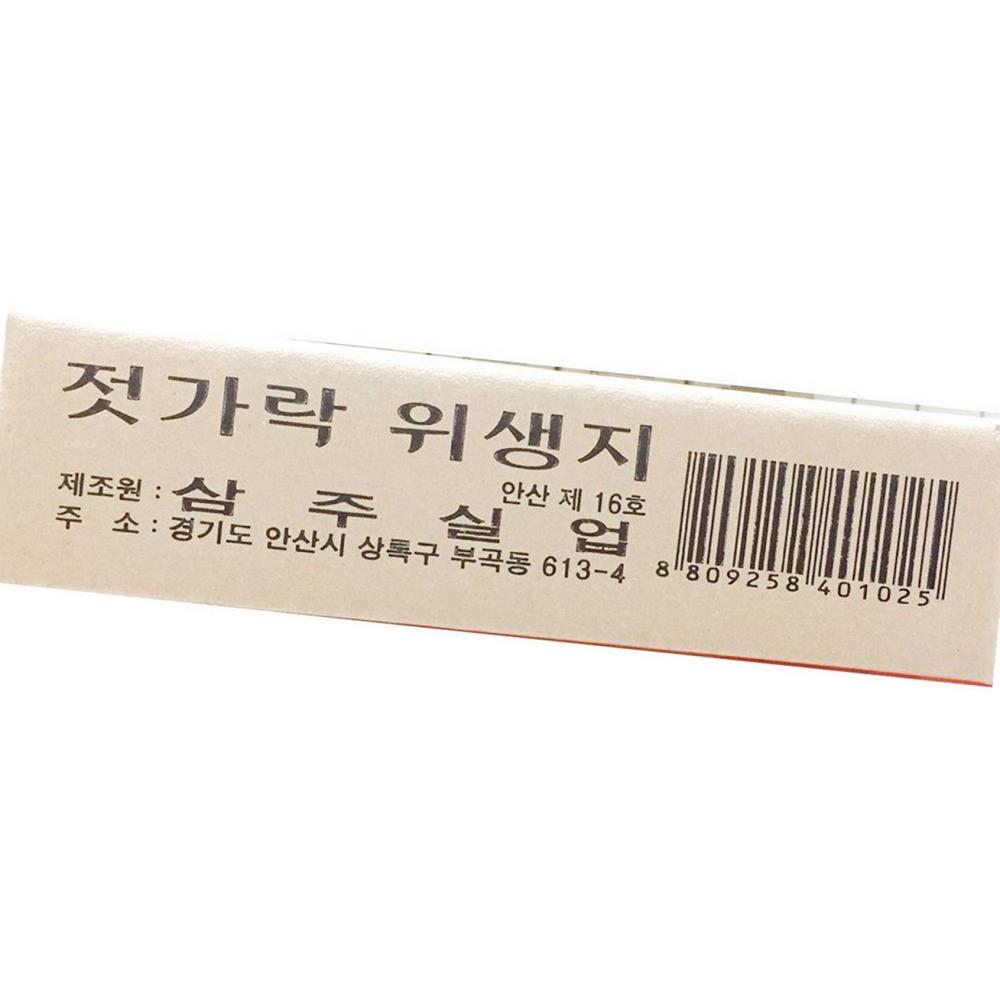 젓가락 위생지
안산 제 16호
제조원 : 삼 주 실 업
주 소 : 경기도 안산시 상록구 부곡동 613-4
8 809258 401025